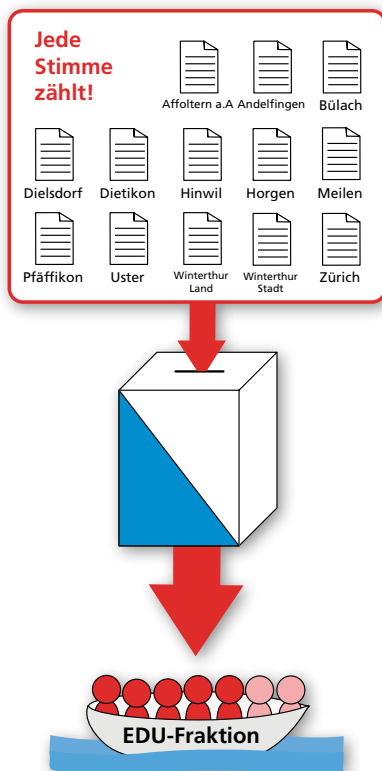 Jede
Stimme
zählt!
Affoltern a.A Andelfingen Bülach
Dielsdorf Dietikon Hinwil Horgen Meilen
Pfäffikon Uster Winterthur Land Winterthur Stadt Zürich
EDU-Fraktion